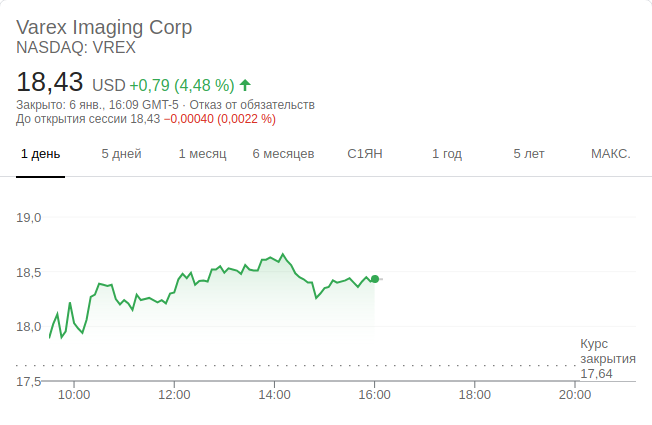 Varex Imaging Corp
NASDAQ: VREX
18,43 USD +0,79 (4,48 %)
Закрыто: 6 янв., 16:09 GMT-5 · Отказ от обязательств
До открытия сессии 18,43 −0,00040 (0,0022 %)
1 день 5 дней 1 месяц 6 месяцев С1ЯН 1 год 5 лет МАКС.
19,0
18,5
18,0
Курс
закрытия
17,64
17,5
10:00 12:00 14:00 16:00 18:00 20:00